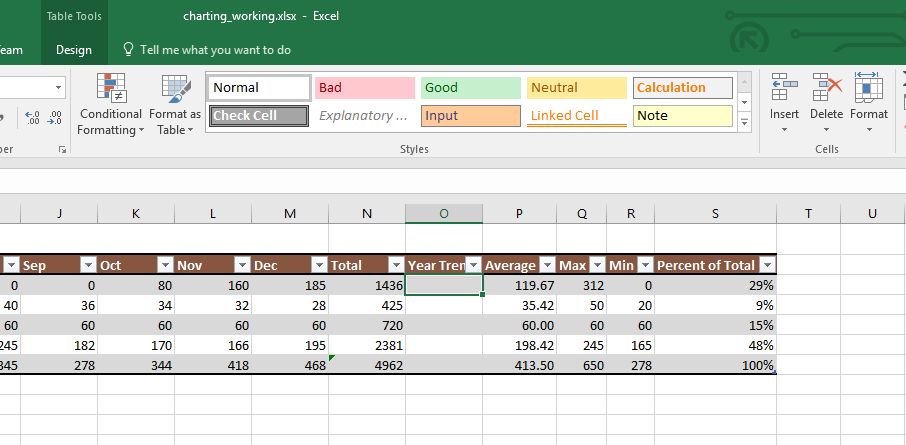 Table Tools charting_working.xlsx - Excel
eam Design Tell me what you want to do
Normal Bad Good Neutral Calculation
Check Cell Explanatory ... Input Linked Cell Note
Conditional Formatting Format as Table Insert Delete Format
ber Styles Cells
J K L M N O P Q R S T U
Sep Oct Nov Dec Total Year Tren Average Max Min Percent of Total
0 0 80 160 185 1436 119.67 312 0 29%
40 36 34 32 28 425 35.42 50 20 9%
60 60 60 60 60 720 60.00 60 60 15%
245 182 170 166 195 2381 198.42 245 165 48%
345 278 344 418 468 4962 413.50 650 278 100%